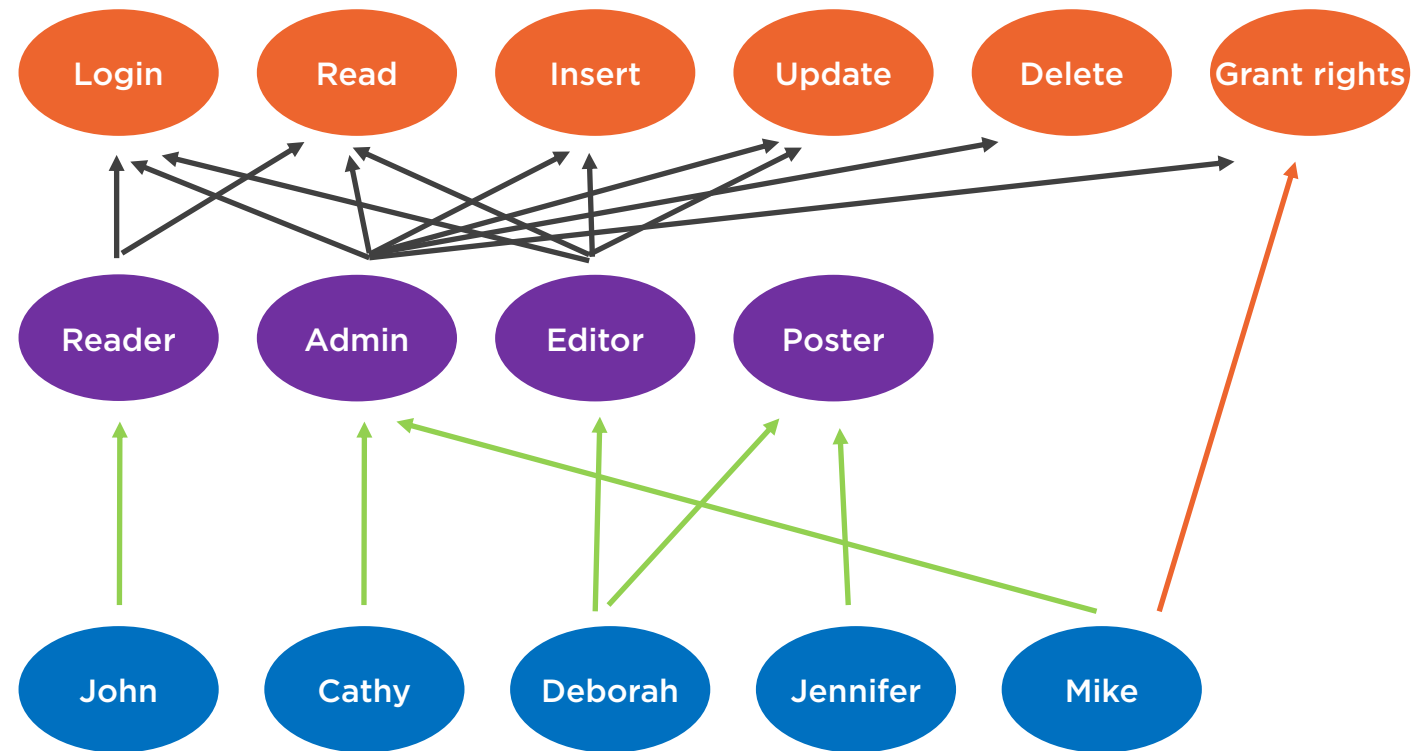 Login
Read
Insert
Update
Delete
Grant rights
Reader
Admin
Editor
Poster
John
Cathy
Deborah
Jennifer
Mike